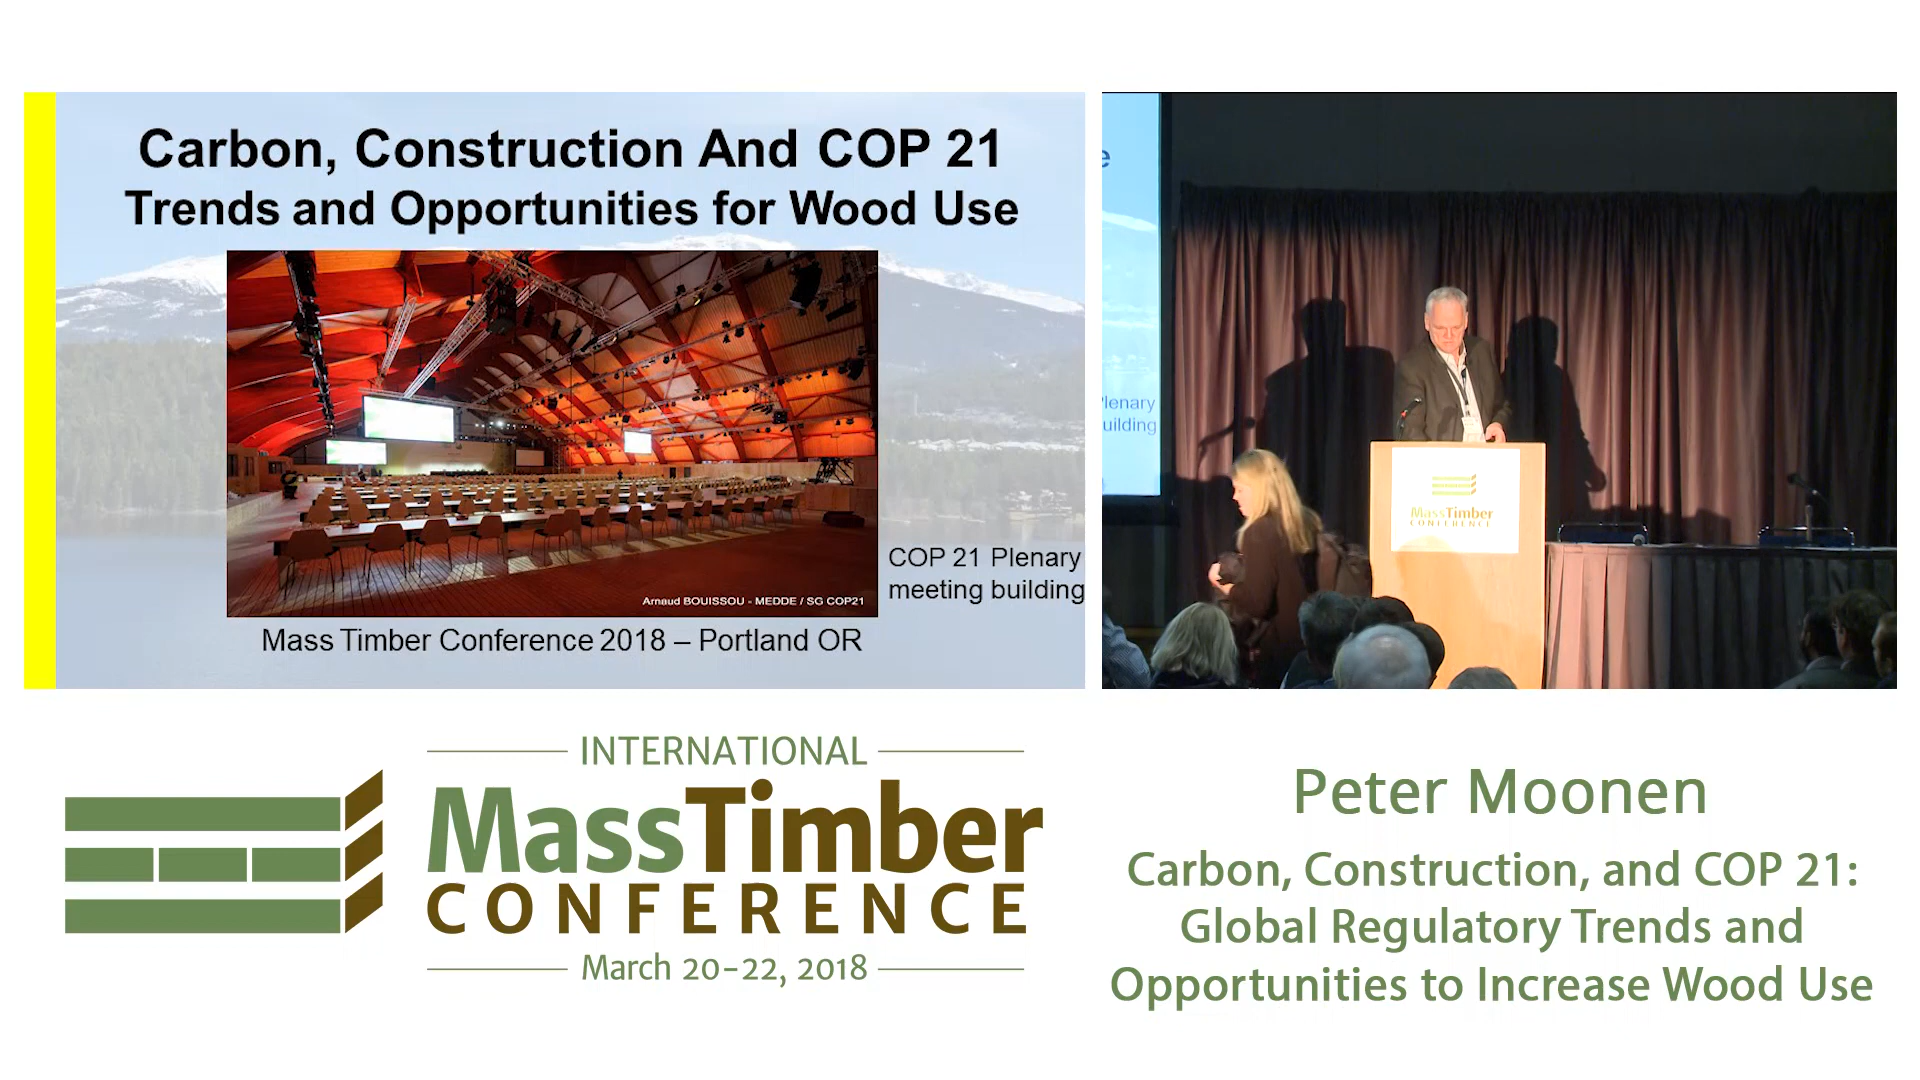 Carbon, Construction And COP 21
Trends and Opportunities for Wood Use
Arnaud BOUISSOU - MEDDE / SG COP21
COP 21 Plenary
meeting building
Mass Timber Conference 2018 – Portland OR
e
Plenary
uilding
MassTimber
CONFERENCE
INTERNATIONAL
MassTimber
CONFERENCE
March 20-22, 2018
Peter Moonen
Carbon, Construction, and COP 21:
Global Regulatory Trends and
Opportunities to Increase Wood Use